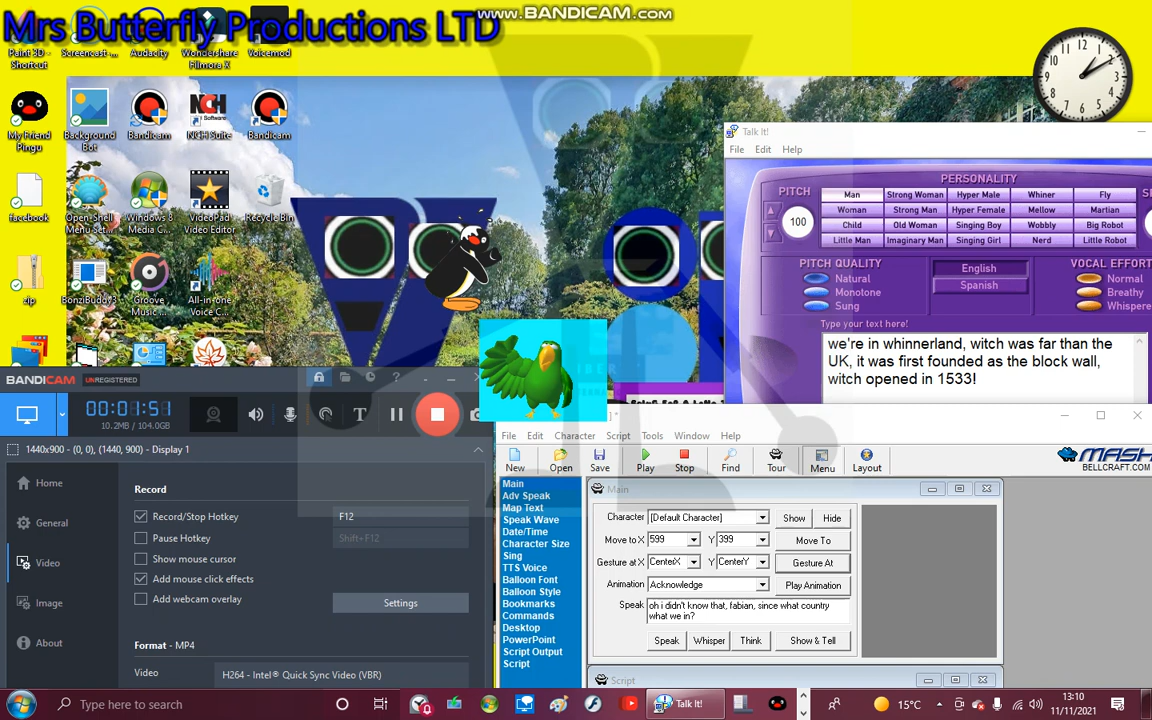 www.BANDICAM.com
Mrs Butterfly Productions LTD
Paint 3D - Shortcut
Screencast-...
Audacity
Wondershare Filmora X
Voicemod
My Friend Pingu
Background Bot
Bandicam
NCH Suite
Bandicam
facebook
Open-Shell Menu Set...
Windows 8 Media C...
VideoPad Video Editor
Recycle Bin
zip
BonziBuddy3
Groove Music ...
All-in-one Voice C...
Talk It!
File Edit Help
PERSONALITY
PITCH
100
Man Strong Woman Hyper Male Whiner Fly
Woman Strong Man Hyper Female Mellow Martian
Child Old Woman Singing Boy Wobbly Big Robot
Little Man Imaginary Man Singing Girl Nerd Little Robot
PITCH QUALITY
Natural
Monotone
Sung
English
Spanish
VOCAL EFFORT
Normal
Breathy
Whispere
Type your text here!
we're in whinnerland, witch was far than the
UK, it was first founded as the block wall,
witch opened in 1533!
BANDICAM UNREGISTERED
00:01:51
10.2MB / 104.0GB
1440x900 - (0, 0), (1440, 900) - Display 1
Home
General
Video
Image
About
Record
Record/Stop Hotkey F12
Pause Hotkey Shift+F12
Show mouse cursor
Add mouse click effects
Add webcam overlay
Settings
Format - MP4
Video H264 - Intel® Quick Sync Video (VBR)
File Edit Character Script Tools Window Help
New Open Save Play Stop Find Tour Menu Layout
MASH
BELLCRAFT.COM
Main
Adv Speak
Map Text
Speak Wave
Date/Time
Character Size
Sing
TTS Voice
Balloon Font
Balloon Style
Bookmarks
Commands
Desktop
PowerPoint
Script Output
Script
Main
Character [Default Character] Show Hide
Move to X 599 Y 399 Move To
Gesture at X CenterX Y CenterY Gesture At
Animation Acknowledge Play Animation
Speak oh i didn't know that, fabian, since what country
what we in?
Speak Whisper Think Show & Tell
Script
Type here to search
Talk It!
15°C
13:10
11/11/2021